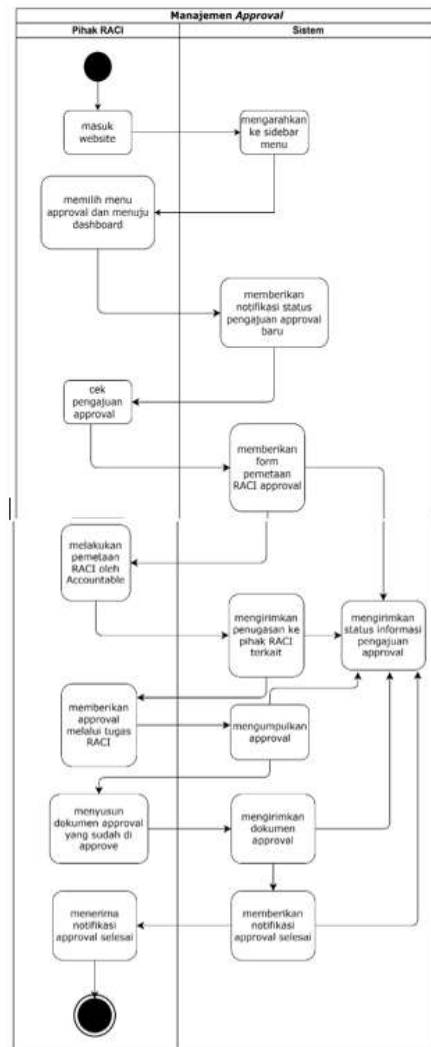 Manajemen Approval
Pihak RACI
Sistem
masuk
website
mengarahkan
ke sidebar
menu
memilih menu
approval dan menuju
dashboard
memberikan
notifikasi status
pengajuan approval
baru
cek
pengajuan
approval
memberikan
form
pemetaan
RACI approval
melakukan
pemetaan
RACI oleh
Accountable
mengirimkan
penugasan ke
pihak RACI
terkait
mengirimkan
status informasi
pengajuan
approval
memberikan
approval
melalui tugas
RACI
mengumpulkan
approval
menyusun
dokumen approval
yang sudah di
approve
mengirimkan
dokumen
approval
menerima
notifikasi
approval selesai
memberikan
notifikasi
approval selesai